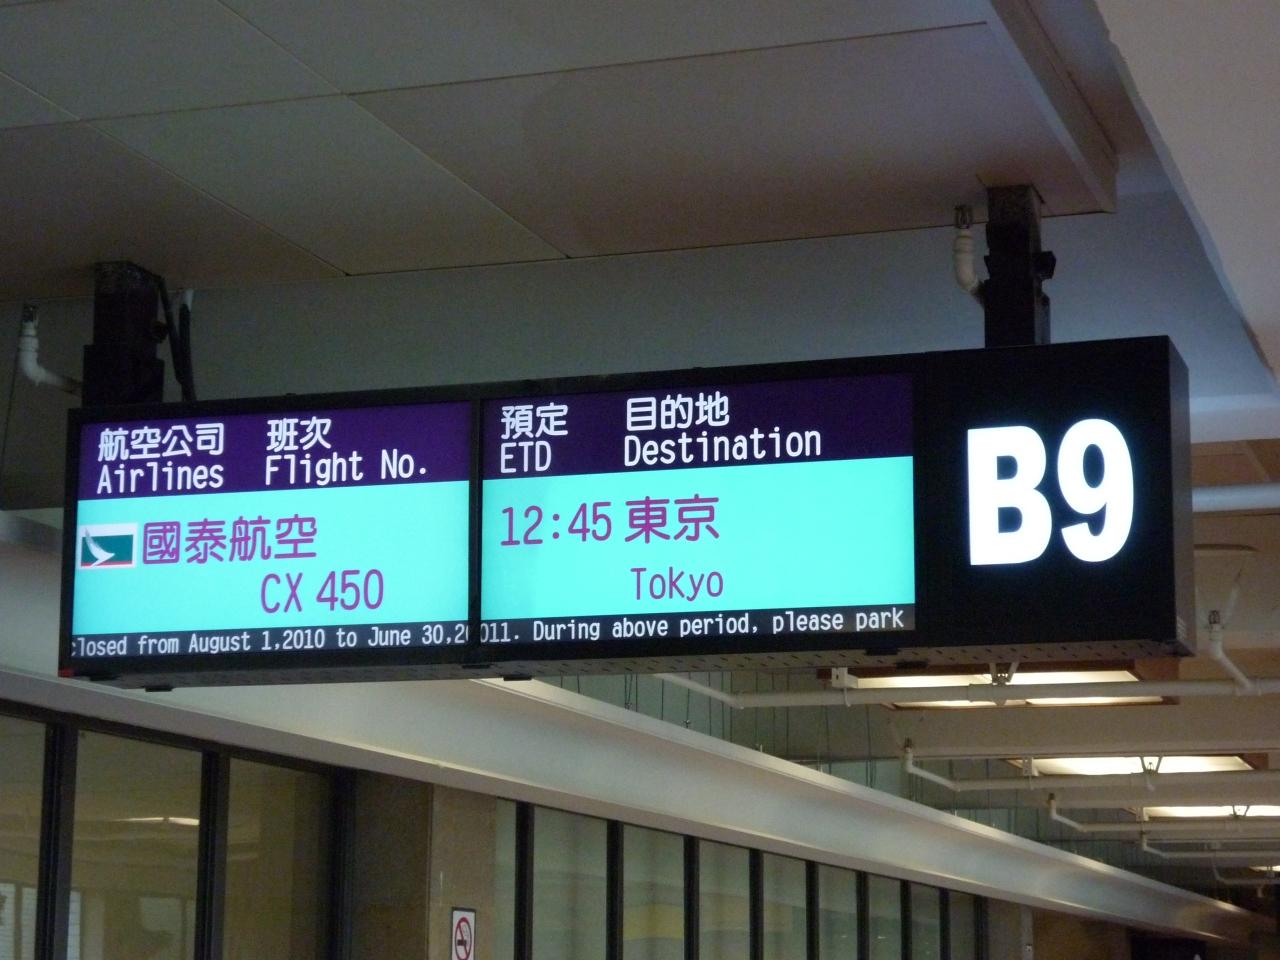 航空公司 班次
Airlines Flight No.
國泰航空
CX 450
預定 目的地
ETD Destination
12:45 東京
Tokyo
closed from August 1,2010 to June 30,2011. During above period, please park
B9